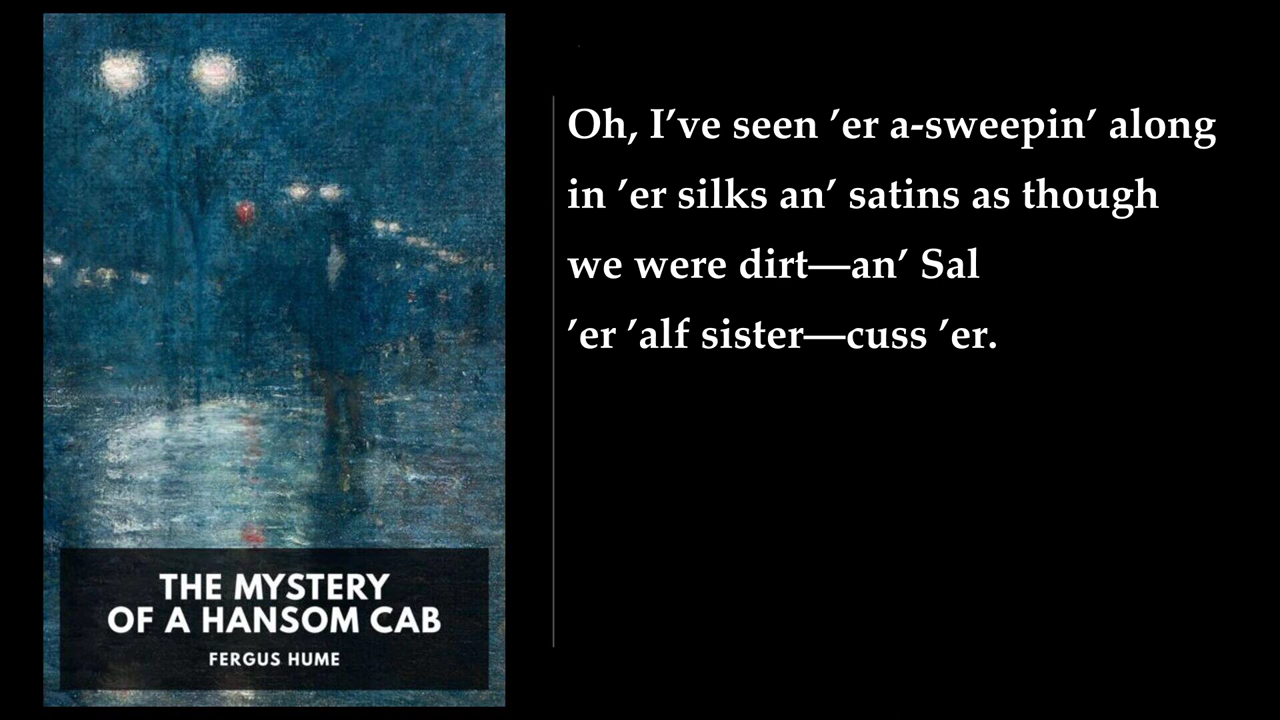 THE MYSTERY
OF A HANSOM CAB
FERGUS HUME
Oh, I’ve seen ’er a-sweepin’ along
in ’er silks an’ satins as though
we were dirt—an’ Sal
’er ’alf sister—cuss ’er.